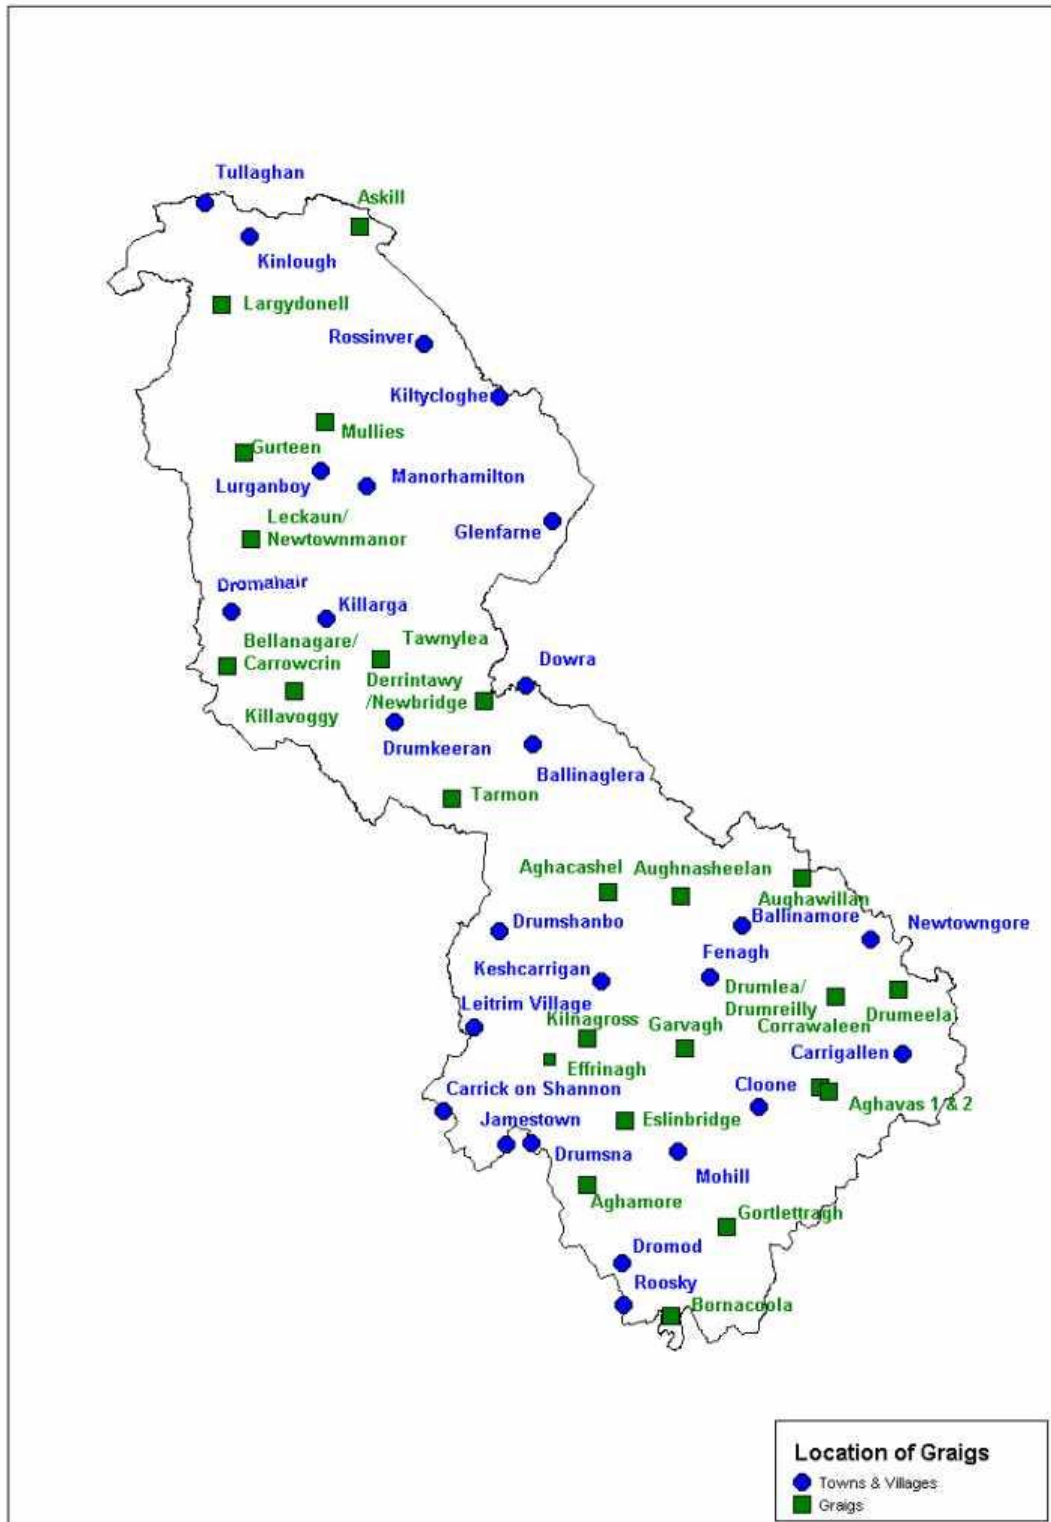 Tullaghan
Askill
Kinlough
Largydonell
Rossinver
Kiltycloghe
Mullies
Gurteen
Lurganboy
Manorhamilton
Leckaun/
Newtownmanor
Glenfarne
Dromahair
Killarga
Bellanagare/
Carrowcrin
Tawnylea
Dowra
Derrintawy
/Newbridge
Killavoggy
Drumkeeran
Ballinaglera
Tarmon
Aghacashel
Aughnasheelan
Aughawillan
Ballinamore
Newtowngore
Drumshanbo
Fenagh
Keshcarrigan
Drumlea/
Drumreilly
Drumeela
Leitrim Village
Kilnagross
Garvagh
Corrawaleen
Effrinagh
Carrigallen
Carrick on Shannon
Cloone
Aghavas 1 & 2
Jamestown
Eslinbridge
Drumsna
Mohill
Aghamore
Gortlettragh
Dromod
Roosky
Bornacoola
Location of Graigs
Towns & Villages
Graigs